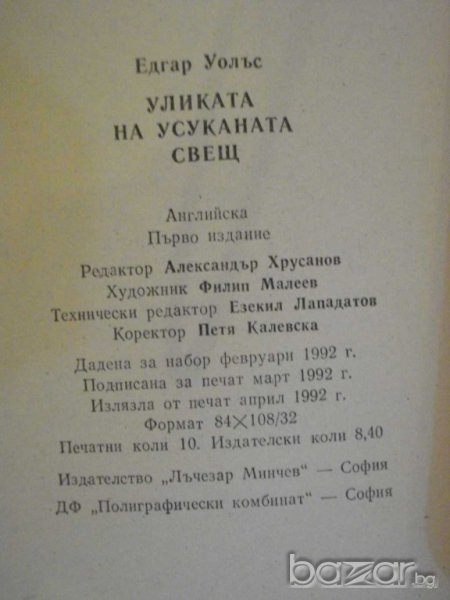 Едгар Уолъс
УЛИКАТА
НА УСУКАНАТА
СВЕЩ
Английска
Първо издание
Редактор Александър Хрусанов
Художник Филип Малеев
Технически редактор Езекил Лападатов
Коректор Петя Калевска
Дадена за набор февруари 1992 г.
Подписана за печат март 1992 г.
Излязла от печат април 1992 г.
Формат 84×108/32
Печатни коли 10. Издателски коли 8,40
Издателство „Лъчезар Минчев“ — София
ДФ „Полиграфически комбинат“ — София
bazar.bg